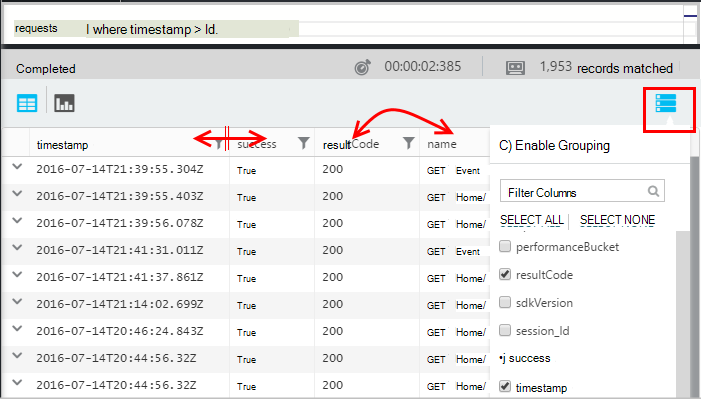 requests | where timestamp > Id.
Completed 00:00:02:385 1,953 records matched
timestamp success resultCode name
C) Enable Grouping
2016-07-14T21:39:55.304Z True 200 GET Event
2016-07-14T21:39:55.403Z True 200 GET Home/
2016-07-14T21:39:56.078Z True 200 GET Home/
2016-07-14T21:41:31.011Z True 200 GET Event
2016-07-14T21:41:37.861Z True 200 GET Home/
2016-07-14T21:14:02.699Z True 200 GET Home/
2016-07-14T20:46:24.843Z True 200 GET Home/
2016-07-14T20:44:56.32Z True 200 GET Home/
2016-07-14T20:44:56.32Z True 200 GET Home/
Filter Columns
SELECT ALL | SELECT NONE
performanceBucket
resultCode
sdkVersion
session_Id
•j success
timestamp